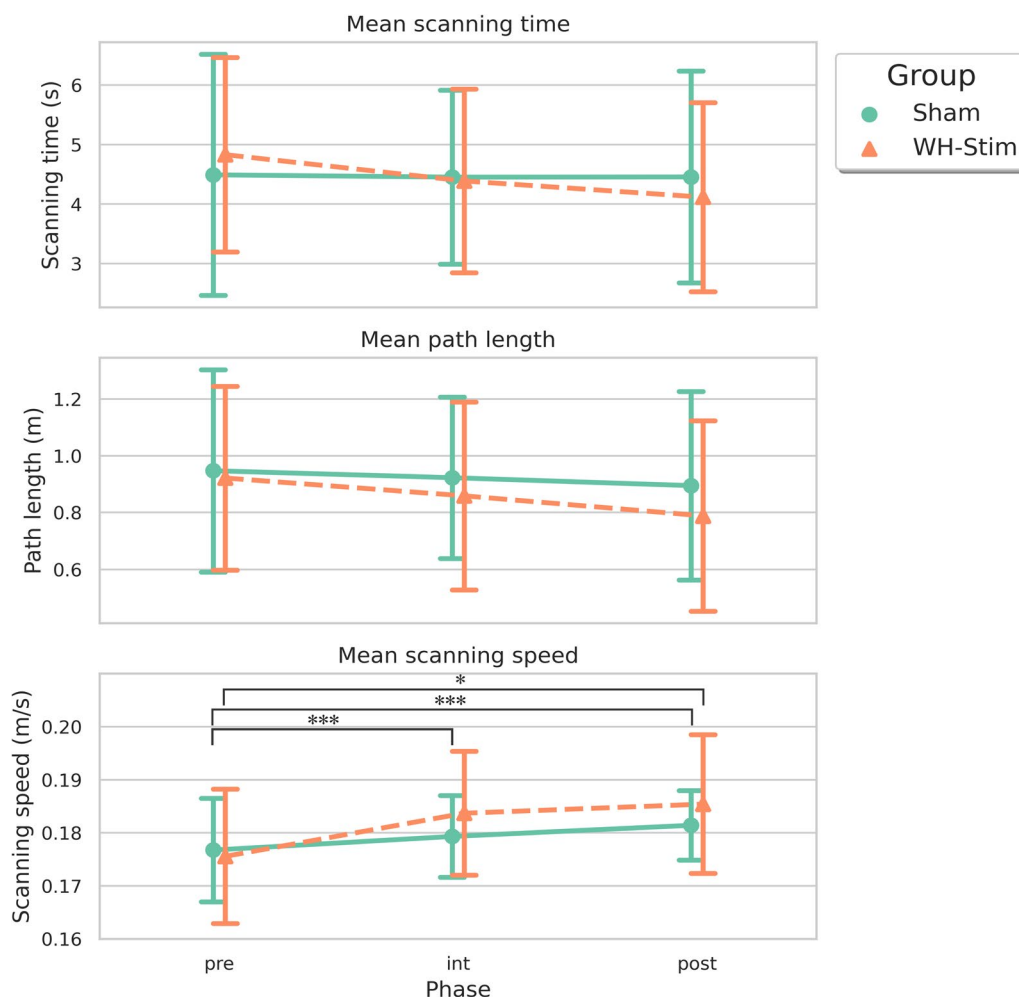 Mean scanning time
Scanning time (s)
6
5
4
3
Group
Sham
WH-Stim
Mean path length
Path length (m)
1.2
1.0
0.8
0.6
Mean scanning speed
Scanning speed (m/s)
*
***
***
0.20
0.19
0.18
0.17
0.16
pre int post
Phase